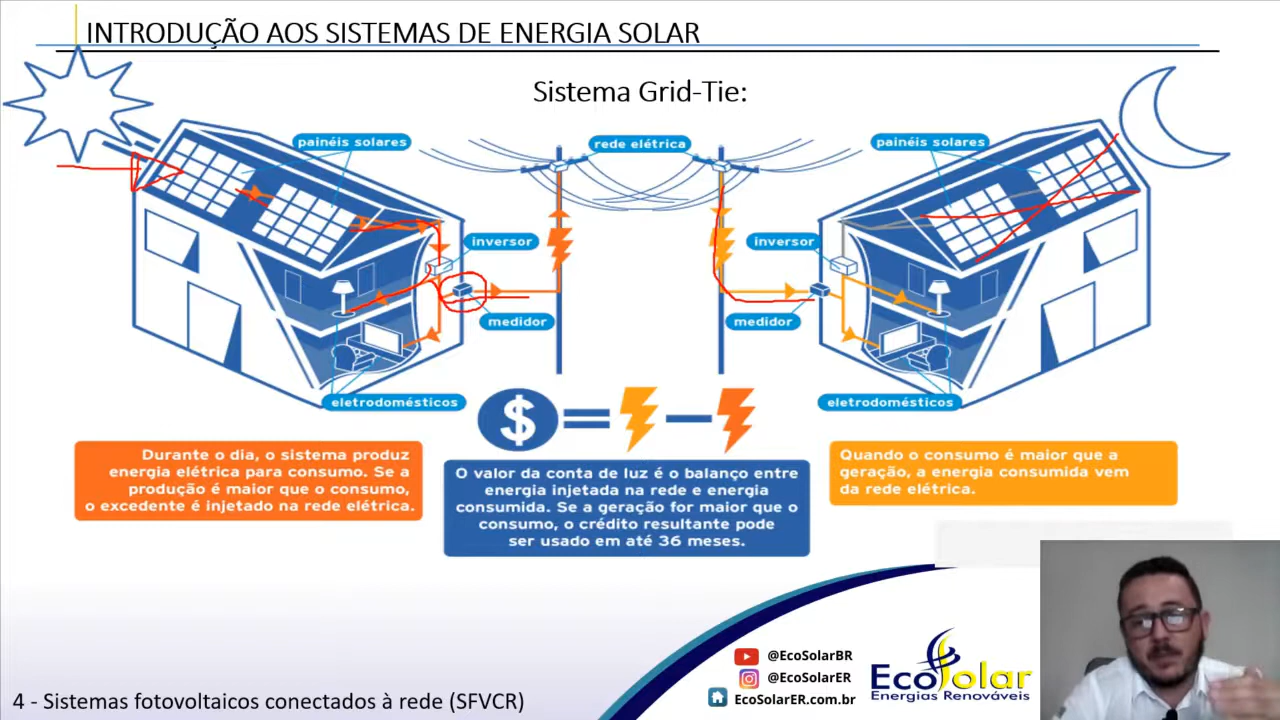 INTRODUÇÃO AOS SISTEMAS DE ENERGIA SOLAR
Sistema Grid-Tie:
painéis solares
rede elétrica
painéis solares
inversor
inversor
medidor
medidor
eletrodomésticos
eletrodomésticos
$
Durante o dia, o sistema produz
energia elétrica para consumo. Se a
produção é maior que o consumo,
o excedente é injetado na rede elétrica.
O valor da conta de luz é o balanço entre
energia injetada na rede e energia
consumida. Se a geração for maior que o
consumo, o crédito resultante pode
ser usado em até 36 meses.
Quando o consumo é maior que a
geração, a energia consumida vem
da rede elétrica.
@EcoSolarBR
@EcoSolarER
EcoSolarER.com.br
EcoSolar
Energias Renováveis
4 - Sistemas fotovoltaicos conectados à rede (SFVCR)